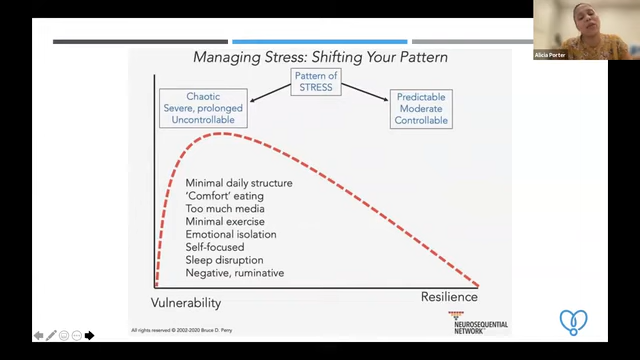 Alicia Porter
Managing Stress: Shifting Your Pattern
Pattern of
STRESS
Chaotic
Severe, prolonged
Uncontrollable
Predictable
Moderate
Controllable
Minimal daily structure
‘Comfort’ eating
Too much media
Minimal exercise
Emotional isolation
Self-focused
Sleep disruption
Negative, ruminative
Vulnerability
Resilience
All rights reserved © 2002-2020 Bruce D. Perry
NEUROSEQUENTIAL
NETWORK